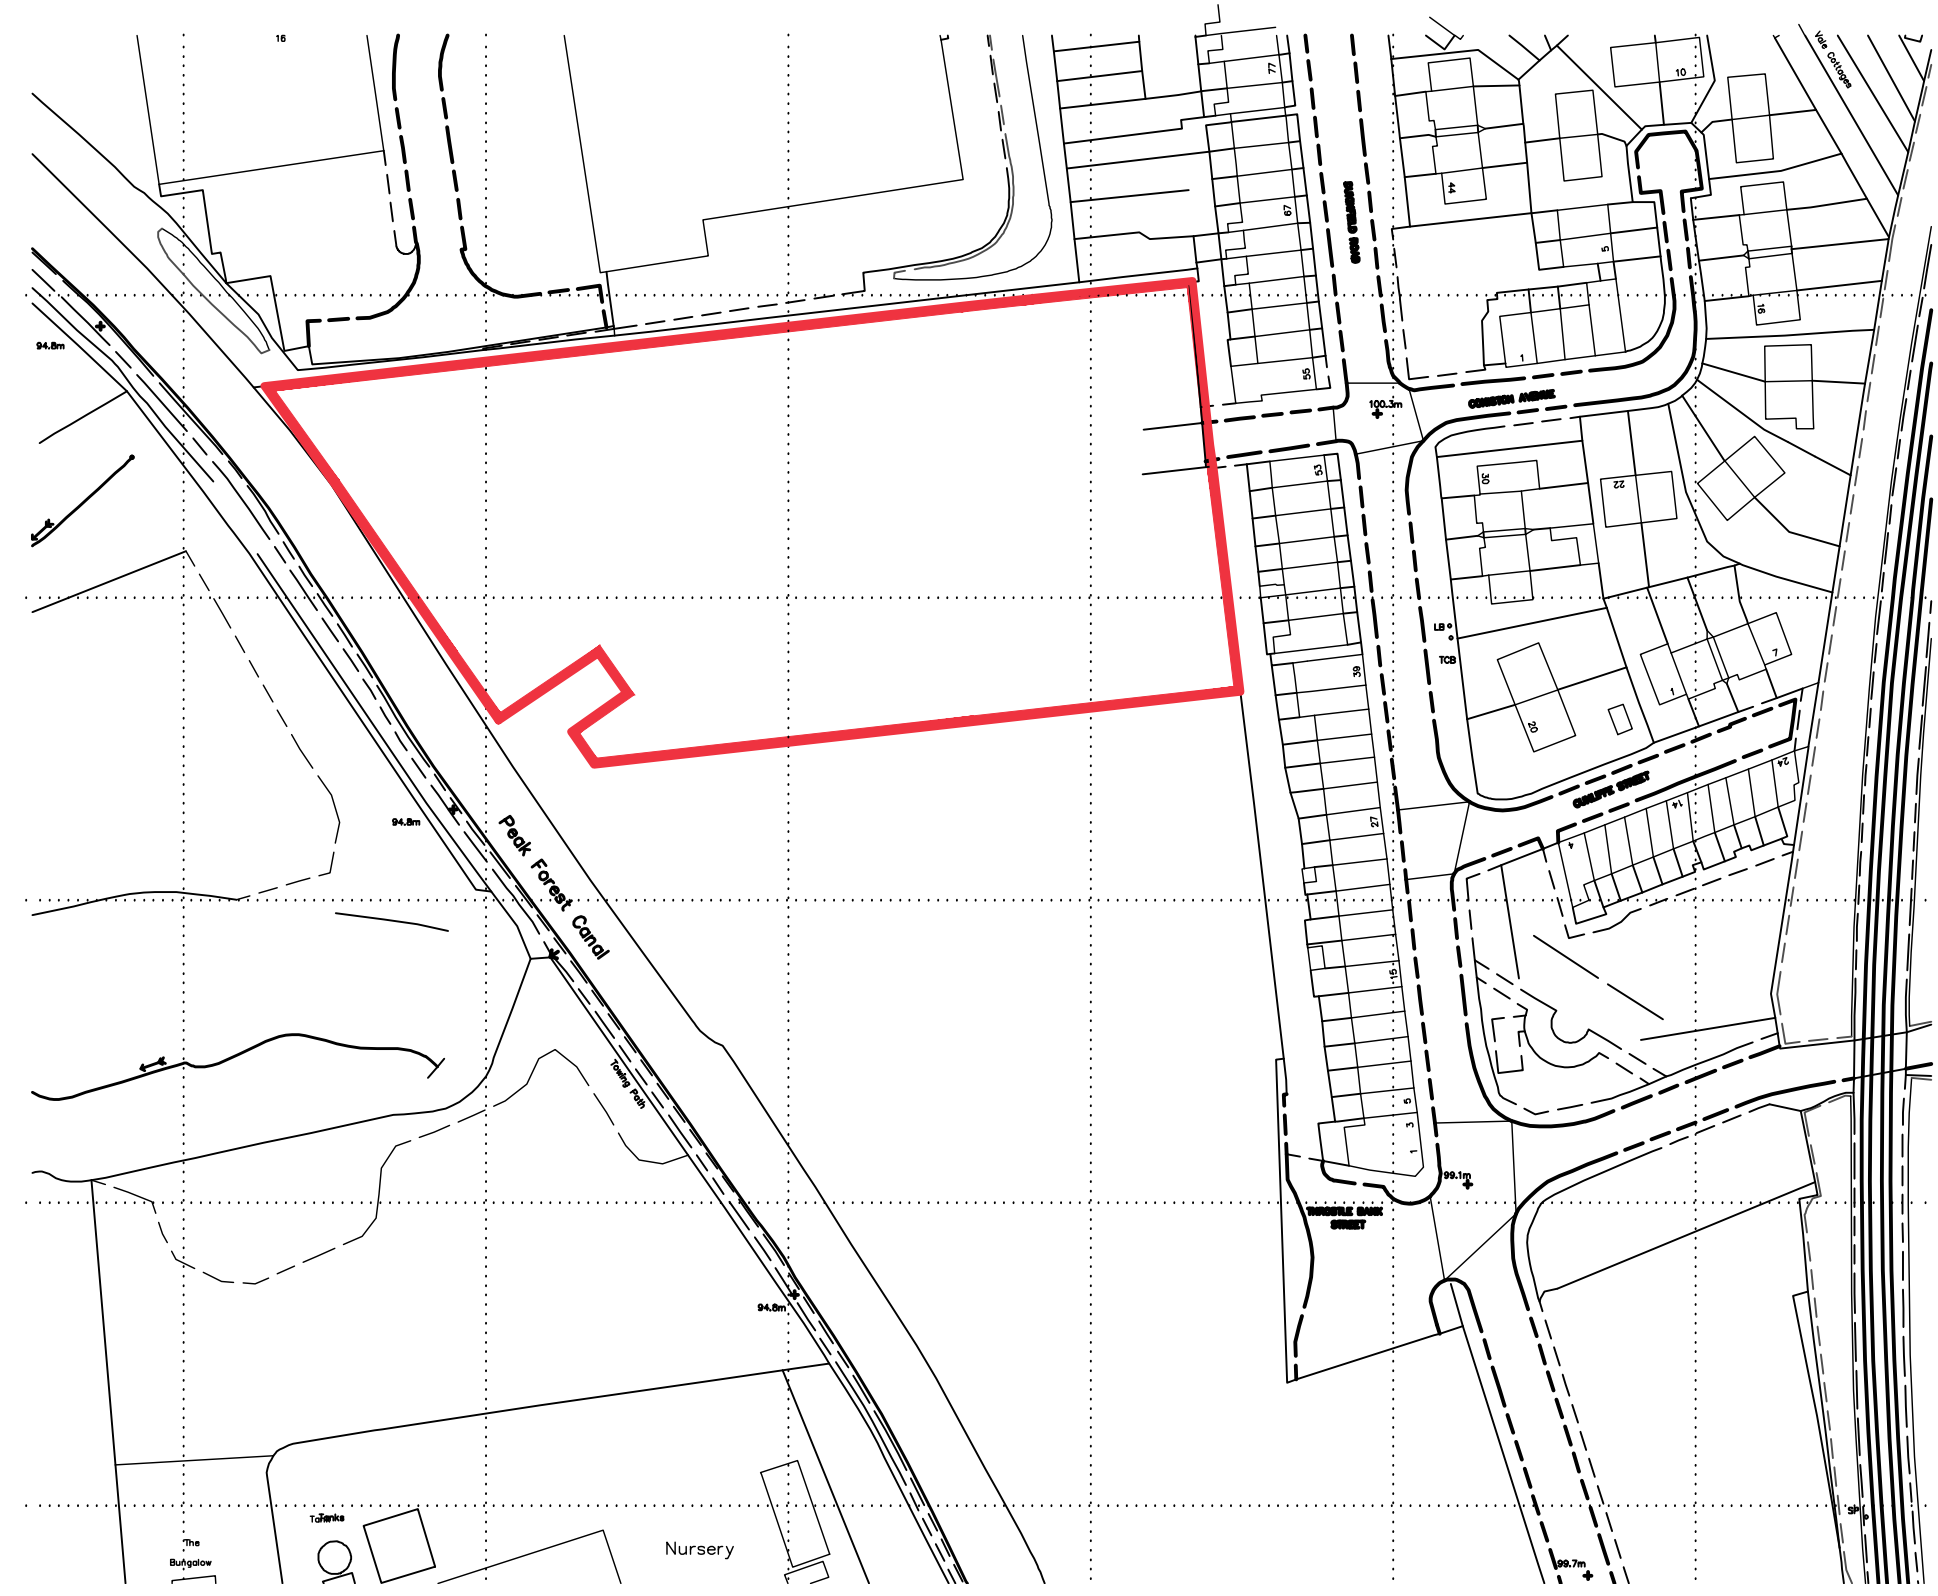 16
77
10
Vale Cottages
44
67
5
16
94.8m
55
1
100.3m
CONISTON AVENUE
53
30
22
LB
TCB
39
7
1
20
CUNLIFFE STREET
24
14
4
27
94.8m
Peak Forest Canal
15
Towing Path
5
3
1
99.1m
THROSTLE BANK
STREET
94.8m
SP
Tanks
The
Bungalow
Nursery
99.7m